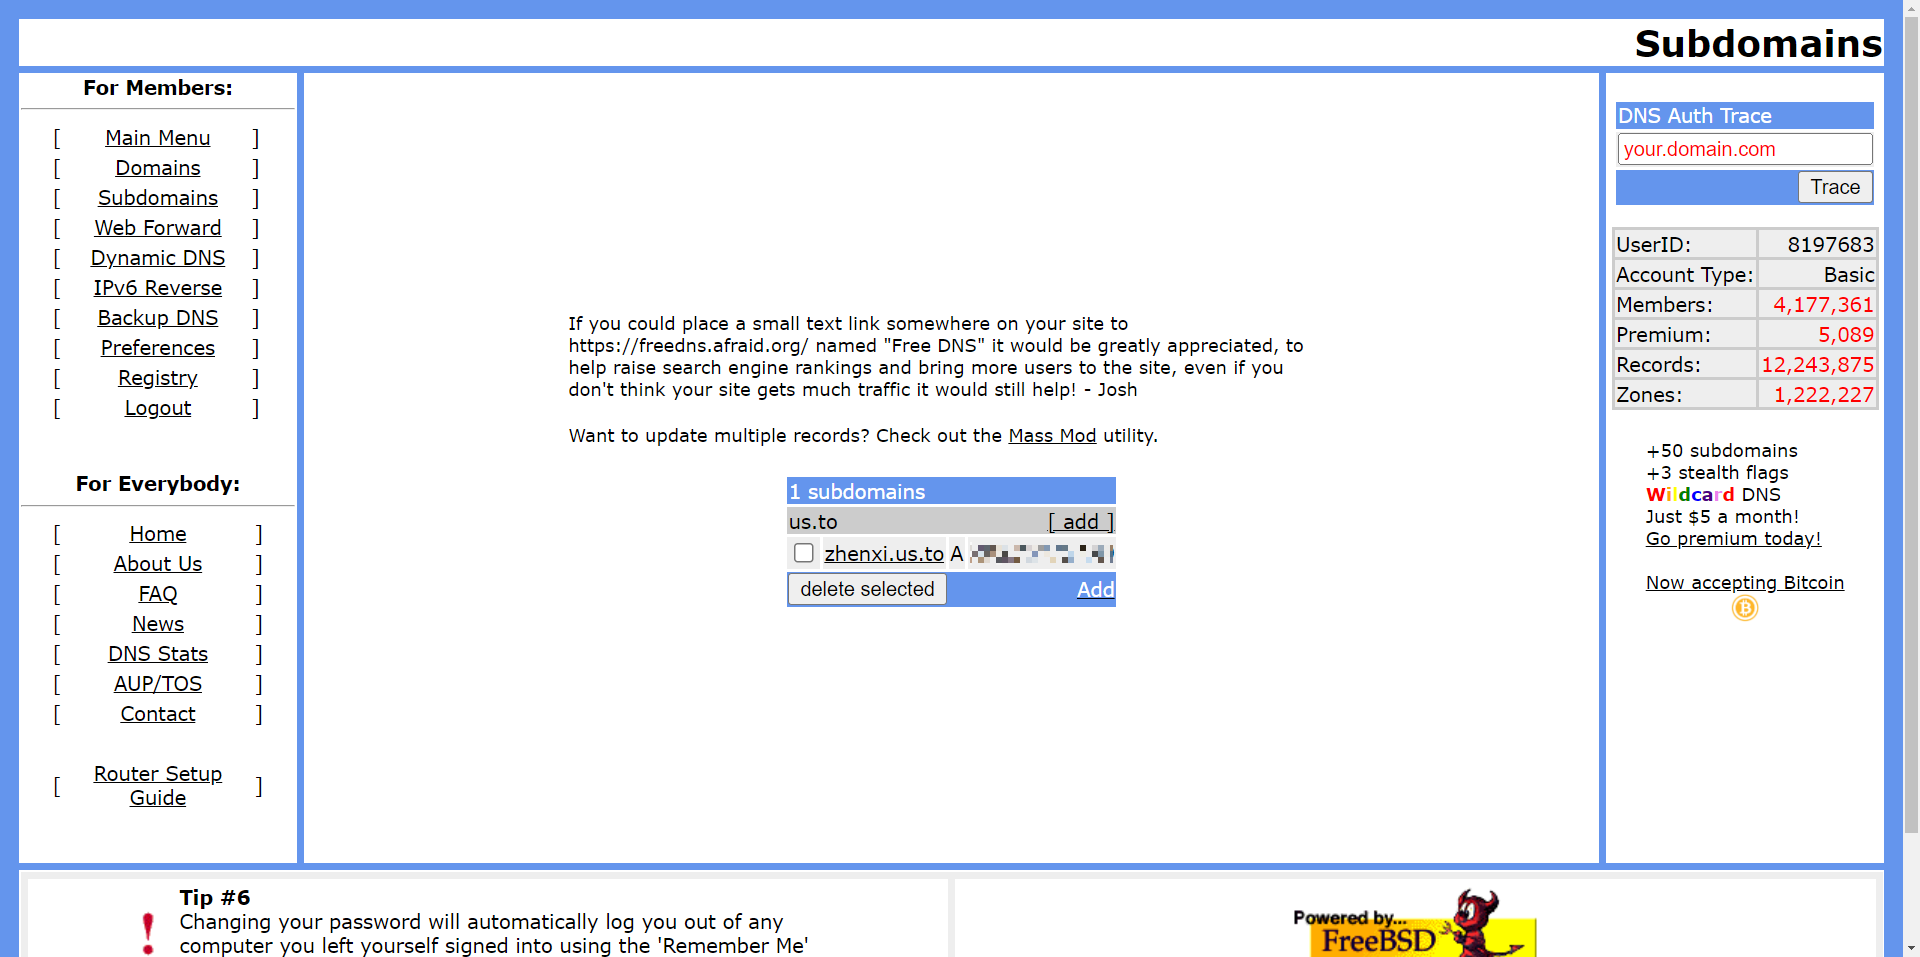 Subdomains
For Members:
[ Main Menu ]
[ Domains ]
[ Subdomains ]
[ Web Forward ]
[ Dynamic DNS ]
[ IPv6 Reverse ]
[ Backup DNS ]
[ Preferences ]
[ Registry ]
[ Logout ]
For Everybody:
[ Home ]
[ About Us ]
[ FAQ ]
[ News ]
[ DNS Stats ]
[ AUP/TOS ]
[ Contact ]
[ Router Setup
Guide ]
If you could place a small text link somewhere on your site to
https://freedns.afraid.org/ named "Free DNS" it would be greatly appreciated, to
help raise search engine rankings and bring more users to the site, even if you
don't think your site gets much traffic it would still help! - Josh
Want to update multiple records? Check out the Mass Mod utility.
1 subdomains
us.to [ add ]
zhenxi.us.to A
delete selected Add
DNS Auth Trace
your.domain.com
Trace
UserID: 8197683
Account Type: Basic
Members: 4,177,361
Premium: 5,089
Records: 12,243,875
Zones: 1,222,227
+50 subdomains
+3 stealth flags
Wildcard DNS
Just $5 a month!
Go premium today!
Now accepting Bitcoin
Tip #6
Changing your password will automatically log you out of any
computer you left yourself signed into using the 'Remember Me'
Powered by...
FreeBSD